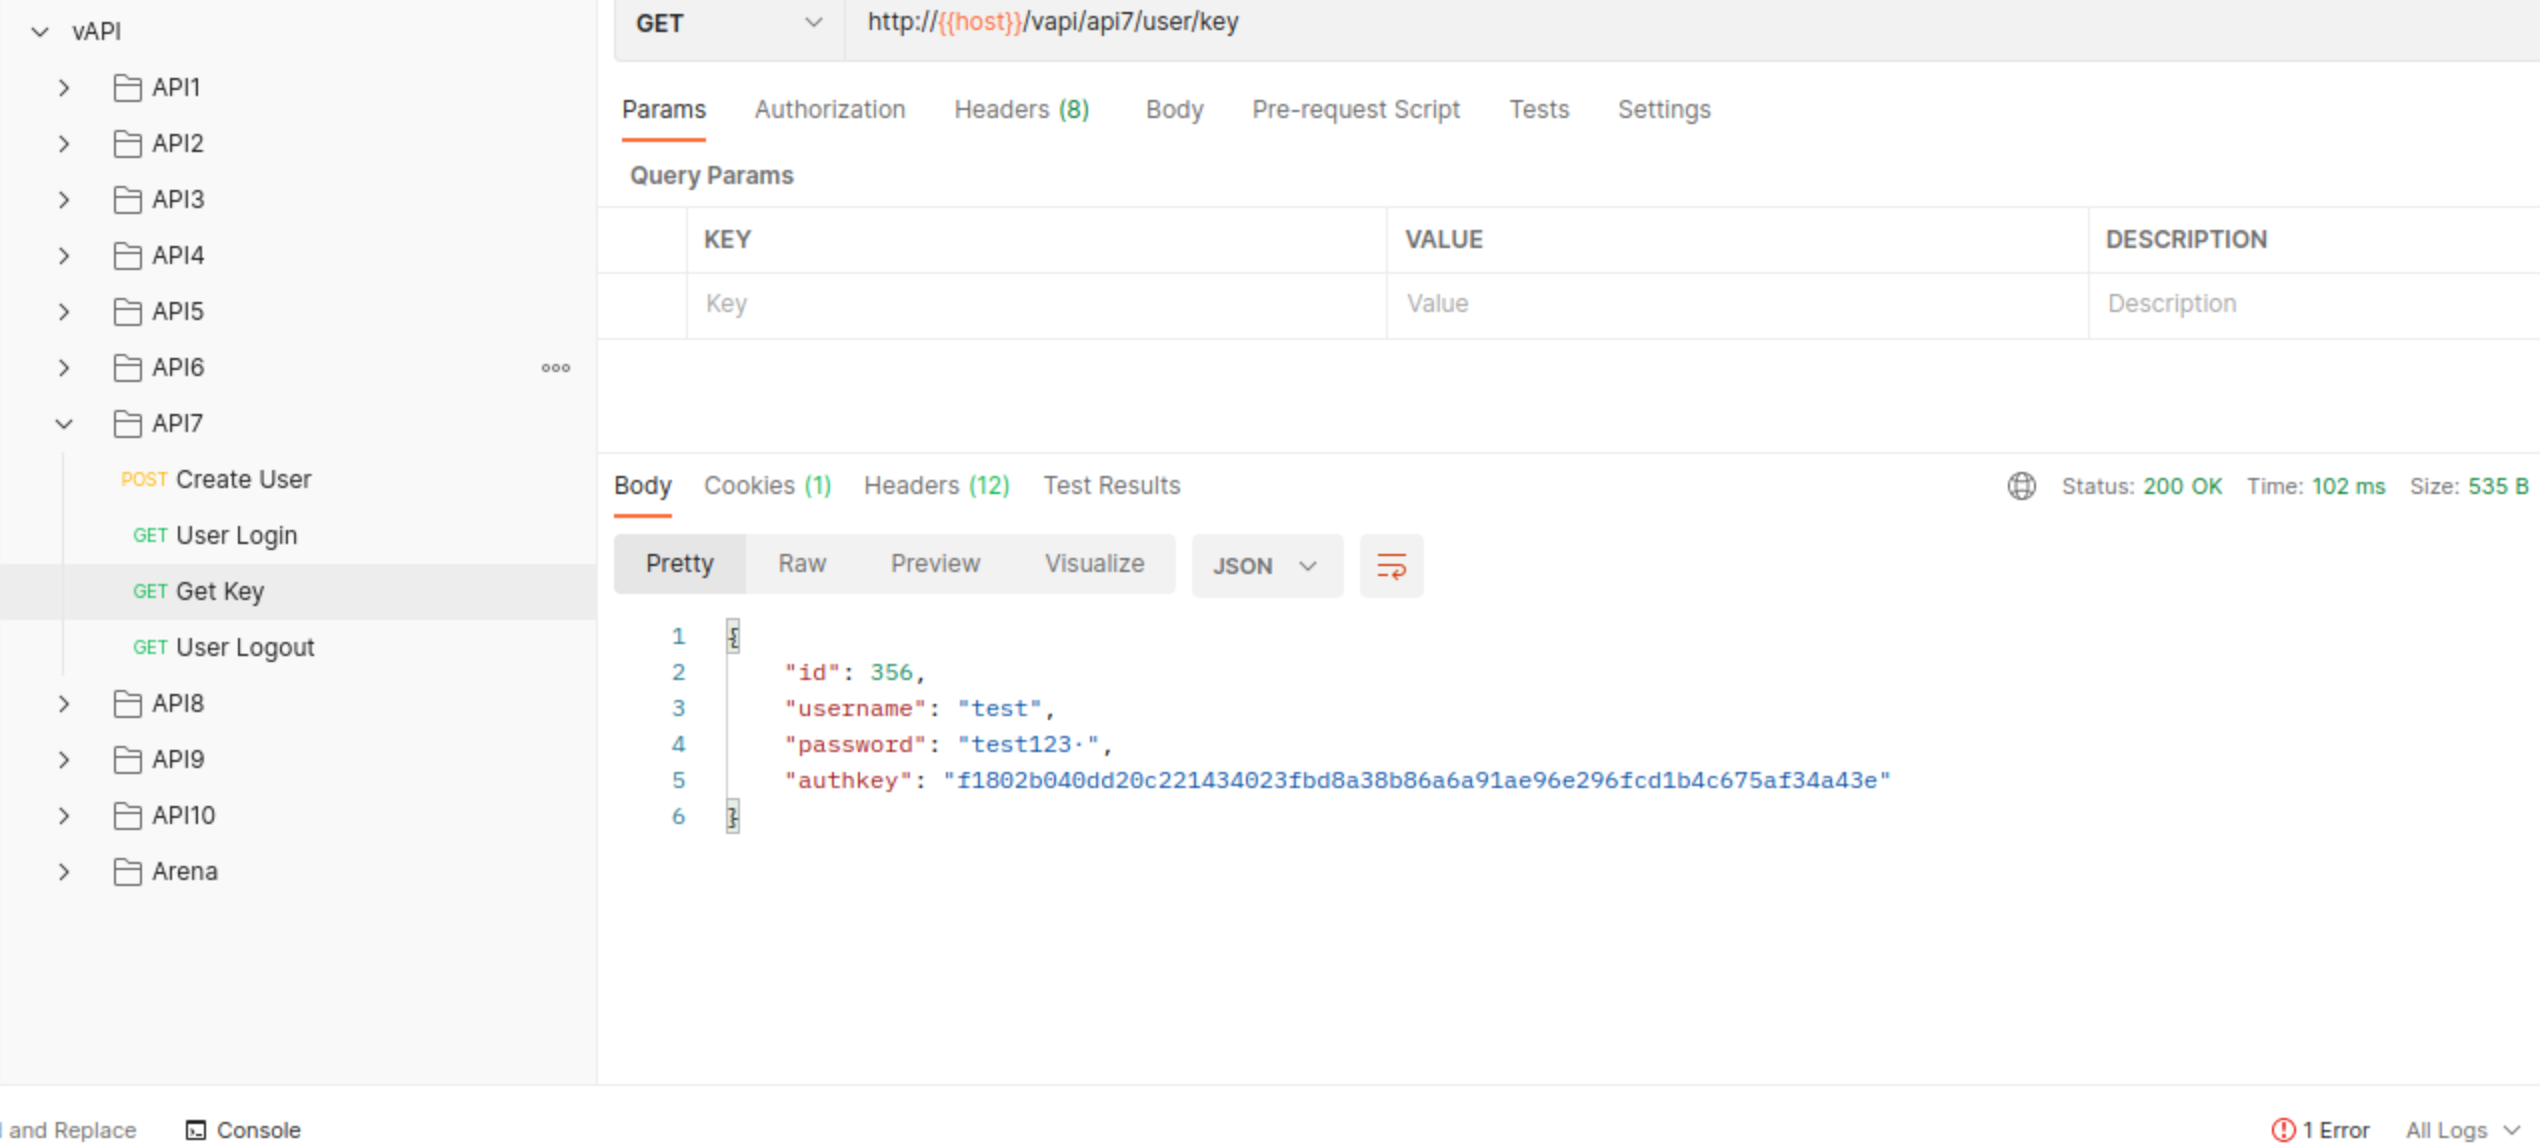 vAPI
API1
API2
API3
API4
API5
API6
API7
POST Create User
GET User Login
GET Get Key
GET User Logout
API8
API9
API10
Arena
GET http://{{host}}/vapi/api7/user/key
Params Authorization Headers (8) Body Pre-request Script Tests Settings
Query Params
KEY VALUE DESCRIPTION
Key Value Description
Body Cookies (1) Headers (12) Test Results Status: 200 OK Time: 102 ms Size: 535 B
Pretty Raw Preview Visualize JSON
1 {
2 "id": 356,
3 "username": "test",
4 "password": "test123·",
5 "authkey": "f1802b040dd20c221434023fbd8a38b86a6a91ae96e296fcd1b4c675af34a43e"
6 }
and Replace Console 1 Error All Logs